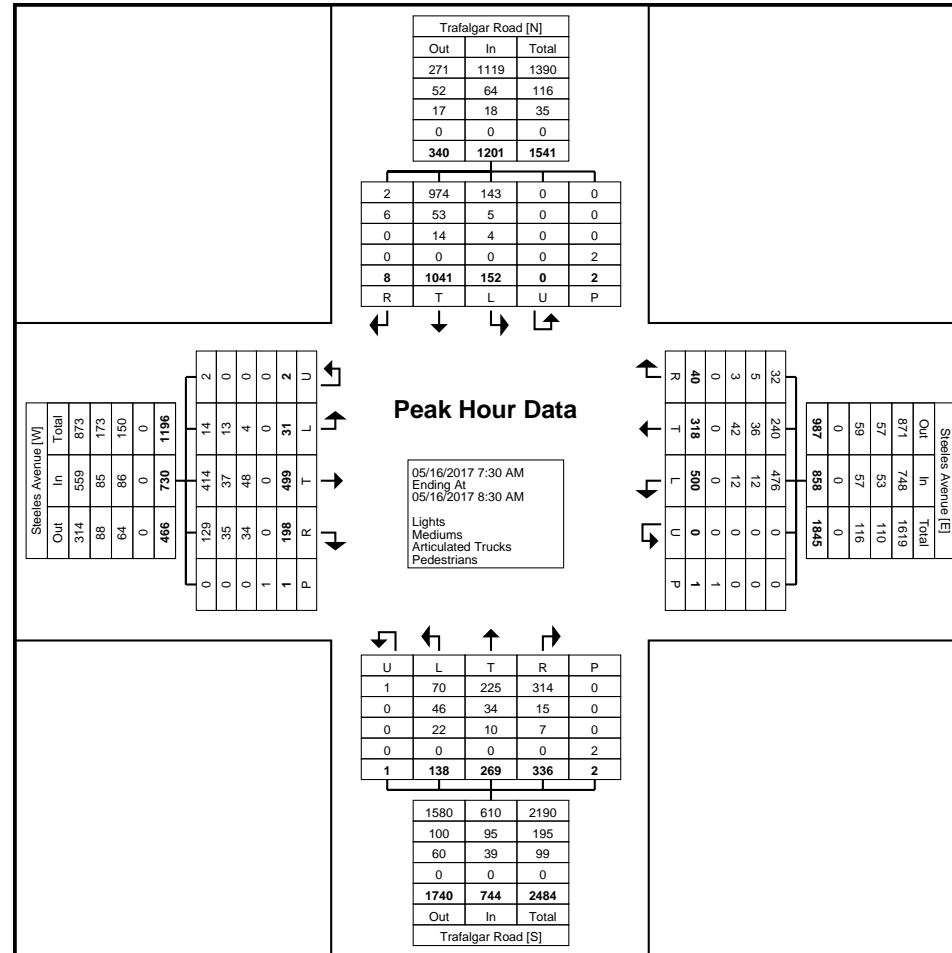 Trafalgar Road [N]
Out In Total
271 1119 1390
52 64 116
17 18 35
0 0 0
340 1201 1541
2 974 143 0 0
6 53 5 0 0
0 14 4 0 0
0 0 0 0 2
8 1041 152 0 2
R T L U P
Steeles Avenue [W]
Total 873 173 150 0 1196
In 559 85 86 0 730
Out 314 88 64 0 466
2 0 0 0 2 U
14 13 4 0 31 L
414 37 48 0 499 T
129 35 34 0 198 R
0 0 0 1 1 P
Peak Hour Data
05/16/2017 7:30 AM
Ending At
05/16/2017 8:30 AM
Lights
Mediums
Articulated Trucks
Pedestrians
R 40 0 3 5 32
T 318 0 42 36 240
L 500 0 12 12 476
U 0 0 0 0 0
P 1 1 0 0 0
Steeles Avenue [E]
Out 871 57 59 0 987
In 748 53 57 0 858
Total 1619 110 116 0 1845
U L T R P
1 70 225 314 0
0 46 34 15 0
0 22 10 7 0
0 0 0 0 2
1 138 269 336 2
1580 610 2190
100 95 195
60 39 99
0 0 0
1740 744 2484
Out In Total
Trafalgar Road [S]